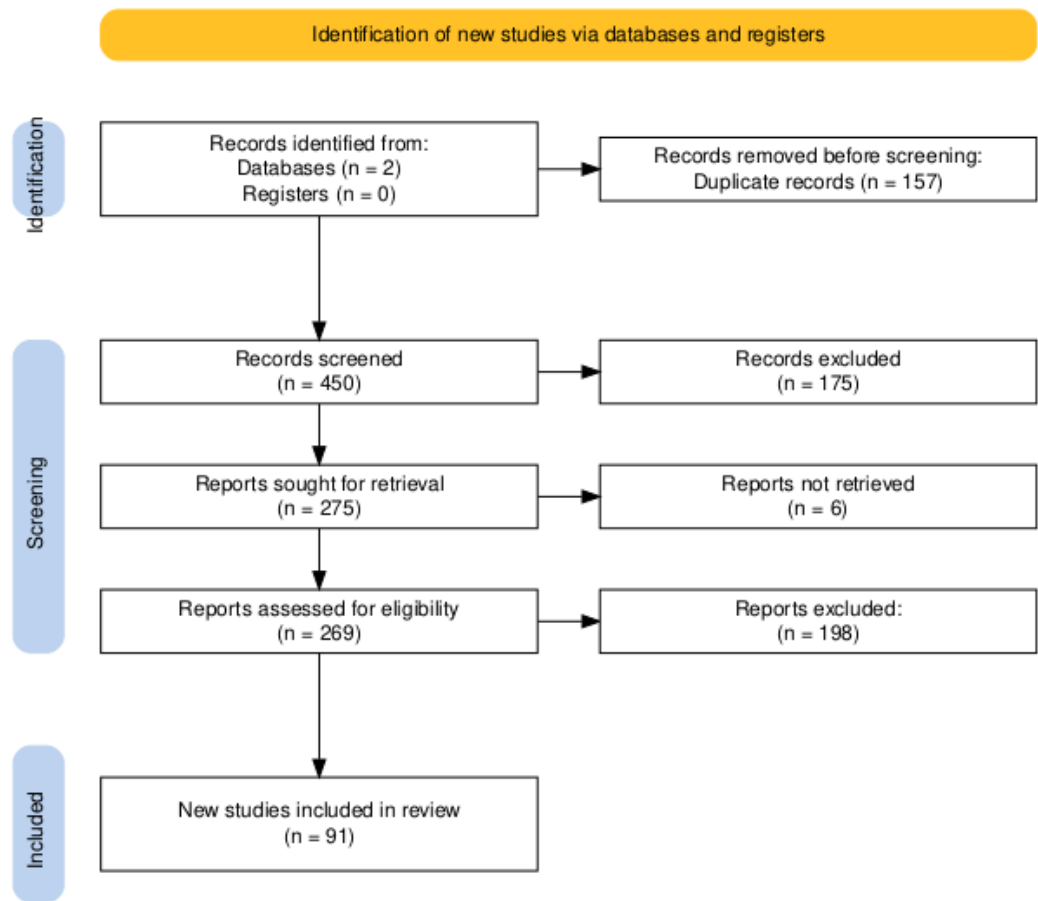 Identification of new studies via databases and registers
Identification
Records identified from:
Databases (n = 2)
Registers (n = 0)
Records removed before screening:
Duplicate records (n = 157)
Screening
Records screened
(n = 450)
Records excluded
(n = 175)
Reports sought for retrieval
(n = 275)
Reports not retrieved
(n = 6)
Reports assessed for eligibility
(n = 269)
Reports excluded:
(n = 198)
Included
New studies included in review
(n = 91)